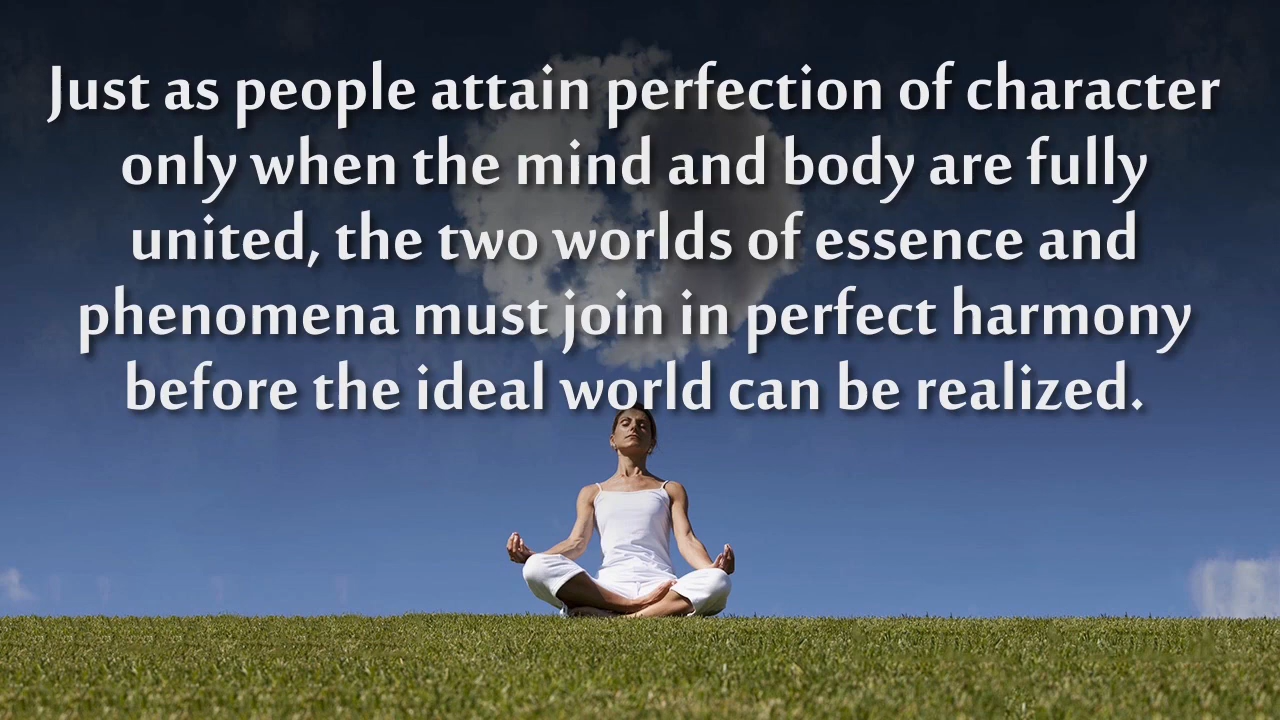 Just as people attain perfection of character
only when the mind and body are fully
united, the two worlds of essence and
phenomena must join in perfect harmony
before the ideal world can be realized.